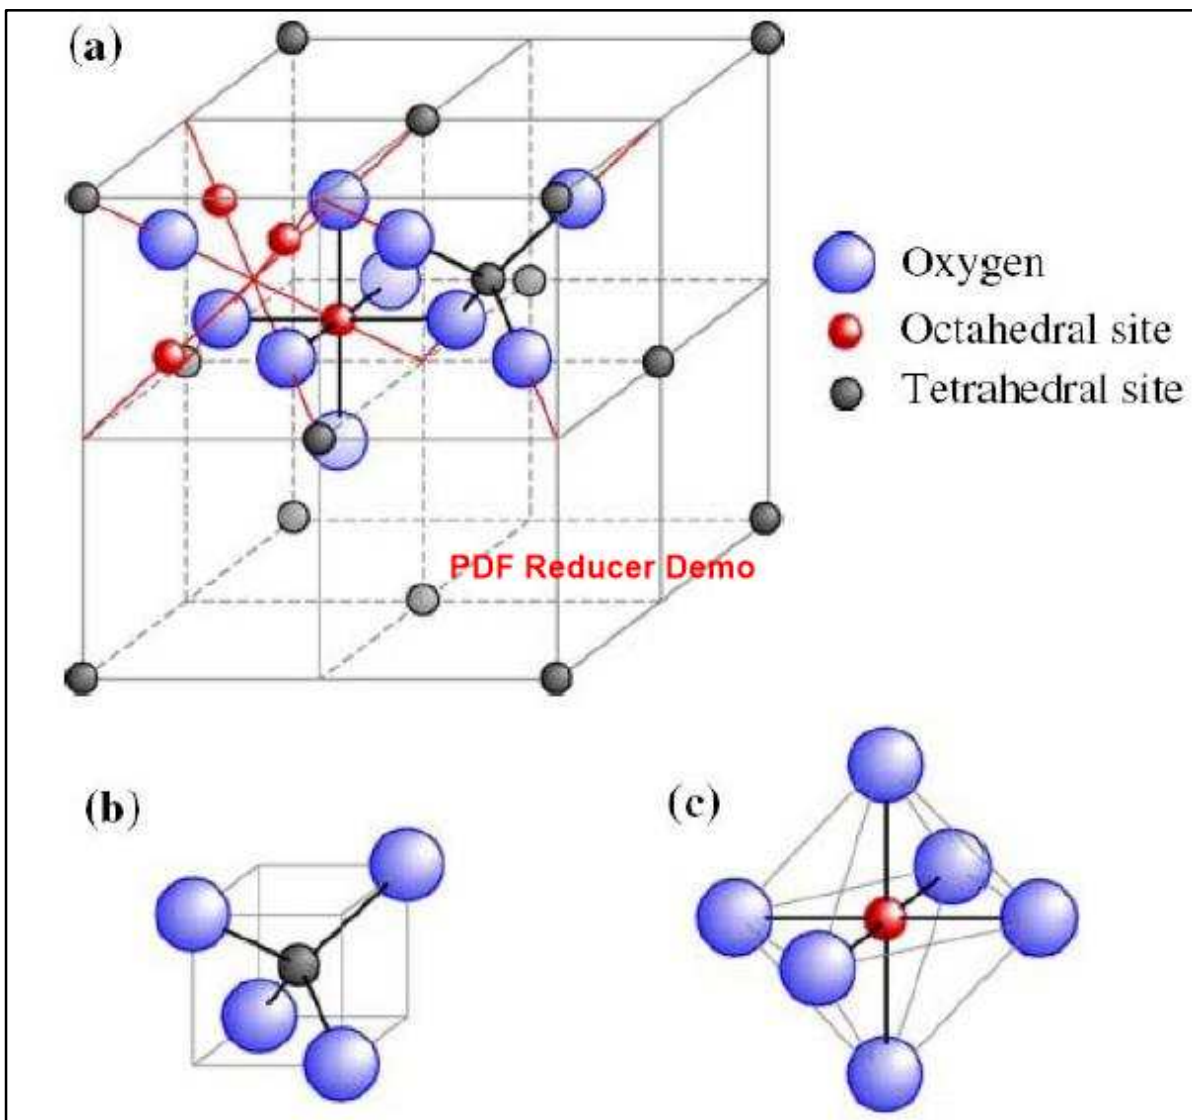 (a)
Oxygen
Octahedral site
Tetrahedral site
PDF Reducer Demo
(b)
(c)